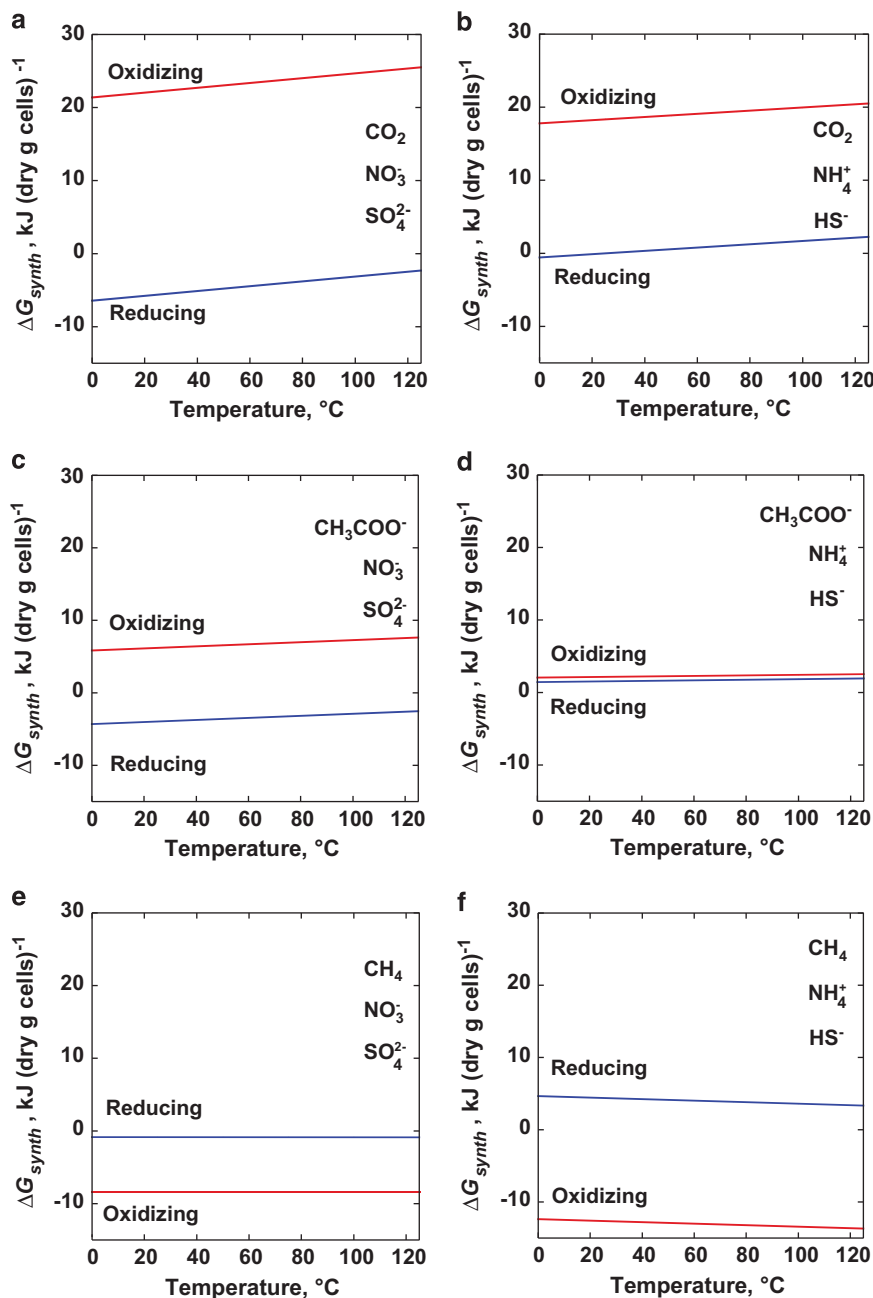 a
ΔG_synth, kJ (dry g cells)⁻¹
30
20
10
0
-10
Oxidizing
CO₂
NO₃⁻
SO₄²⁻
Reducing
0 20 40 60 80 100 120
Temperature, °C
b
ΔG_synth, kJ (dry g cells)⁻¹
30
20
10
0
-10
Oxidizing
CO₂
NH₄⁺
HS⁻
Reducing
0 20 40 60 80 100 120
Temperature, °C
c
ΔG_synth, kJ (dry g cells)⁻¹
30
20
10
0
-10
CH₃COO⁻
NO₃⁻
SO₄²⁻
Oxidizing
Reducing
0 20 40 60 80 100 120
Temperature, °C
d
ΔG_synth, kJ (dry g cells)⁻¹
30
20
10
0
-10
CH₃COO⁻
NH₄⁺
HS⁻
Oxidizing
Reducing
0 20 40 60 80 100 120
Temperature, °C
e
ΔG_synth, kJ (dry g cells)⁻¹
30
20
10
0
-10
CH₄
NO₃⁻
SO₄²⁻
Reducing
Oxidizing
0 20 40 60 80 100 120
Temperature, °C
f
ΔG_synth, kJ (dry g cells)⁻¹
30
20
10
0
-10
CH₄
NH₄⁺
HS⁻
Reducing
Oxidizing
0 20 40 60 80 100 120
Temperature, °C